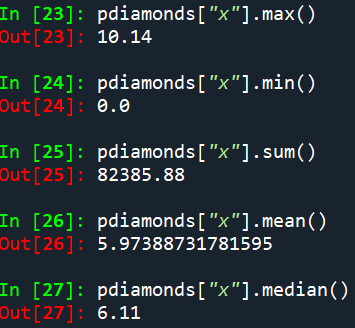 In [23]: pdiamonds["x"].max()
Out[23]: 10.14
In [24]: pdiamonds["x"].min()
Out[24]: 0.0
In [25]: pdiamonds["x"].sum()
Out[25]: 82385.88
In [26]: pdiamonds["x"].mean()
Out[26]: 5.97388731781595
In [27]: pdiamonds["x"].median()
Out[27]: 6.11